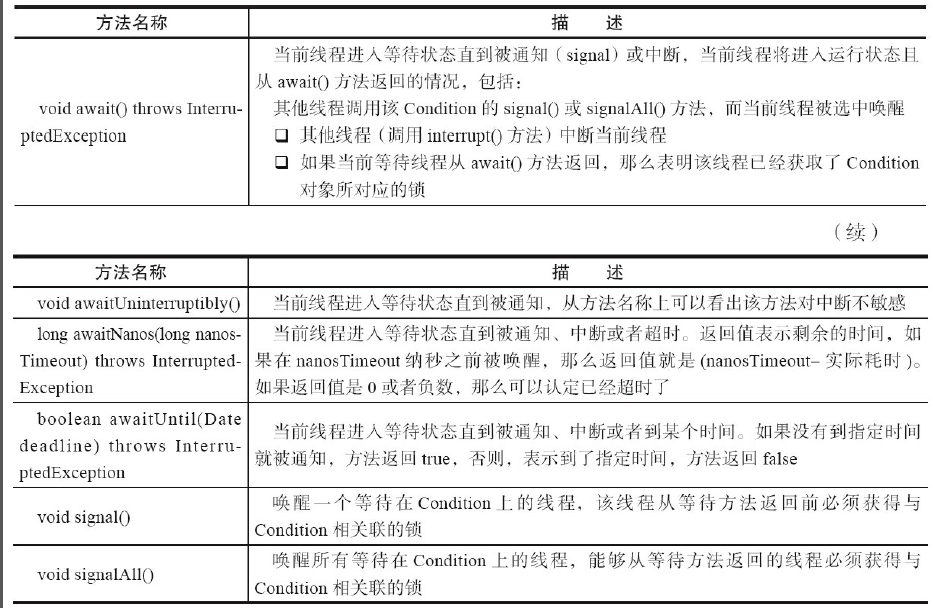 方法名称 描 述
当前线程进入等待状态直到被通知（signal）或中断，当前线程将进入运行状态且
从 await() 方法返回的情况，包括：
void await() throws Interru-
ptedException
其他线程调用该 Condition 的 signal() 或 signalAll() 方法，而当前线程被选中唤醒
❑ 其他线程（调用 interrupt() 方法）中断当前线程
❑ 如果当前等待线程从 await() 方法返回，那么表明该线程已经获取了 Condition
对象所对应的锁
（续）
方法名称 描 述
void awaitUninterruptibly() 当前线程进入等待状态直到被通知，从方法名称上可以看出该方法对中断不敏感
long awaitNanos(long nanos-
Timeout) throws Interrupted-
Exception
当前线程进入等待状态直到被通知、中断或者超时。返回值表示剩余的时间，如
果在 nanosTimeout 纳秒之前被唤醒，那么返回值就是 (nanosTimeout– 实际耗时 )。
如果返回值是 0 或者负数，那么可以认定已经超时了
boolean awaitUntil(Date
deadline) throws Interru-
ptedException
当前线程进入等待状态直到被通知、中断或者到某个时间。如果没有到指定时间
就被通知，方法返回 true，否则，表示到了指定时间，方法返回 false
void signal()
唤醒一个等待在 Condition 上的线程，该线程从等待方法返回前必须获得与
Condition 相关联的锁
void signalAll()
唤醒所有等待在 Condition 上的线程，能够从等待方法返回的线程必须获得与
Condition 相关联的锁